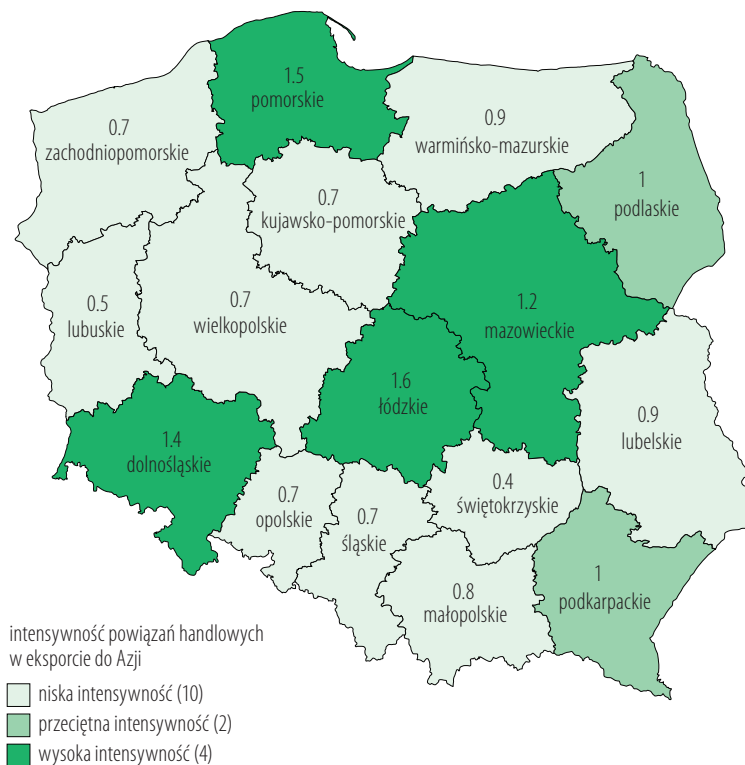 1.5
pomorskie
0.7
zachodniopomorskie
0.9
warmińsko-mazurskie
1
podlaskie
0.7
kujawsko-pomorskie
0.5
lubuskie
0.7
wielkopolskie
1.2
mazowieckie
1.6
łódzkie
1.4
dolnośląskie
0.9
lubelskie
0.7
opolskie
0.7
śląskie
0.4
świętokrzyskie
0.8
małopolskie
1
podkarpackie
intensywność powiązań handlowych
w eksporcie do Azji
niska intensywność (10)
przeciętna intensywność (2)
wysoka intensywność (4)